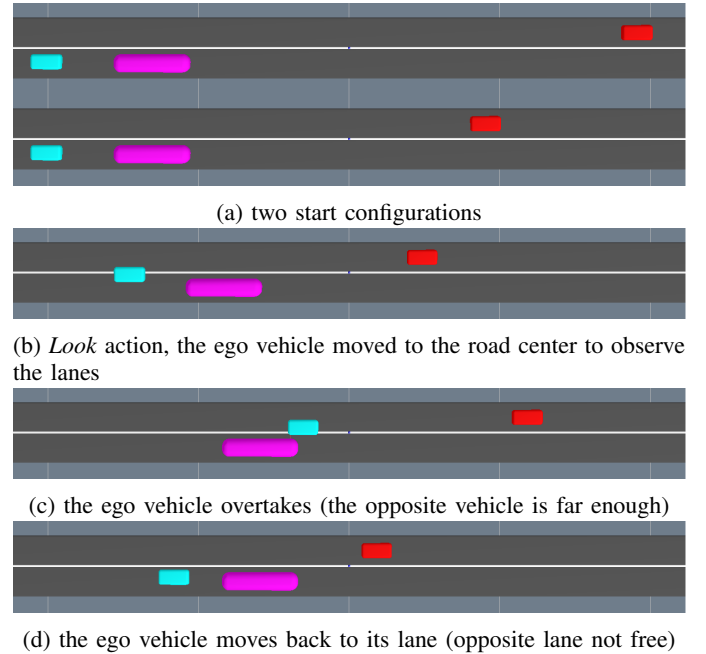 (a) two start configurations
(b) Look action, the ego vehicle moved to the road center to observe
the lanes
(c) the ego vehicle overtakes (the opposite vehicle is far enough)
(d) the ego vehicle moves back to its lane (opposite lane not free)